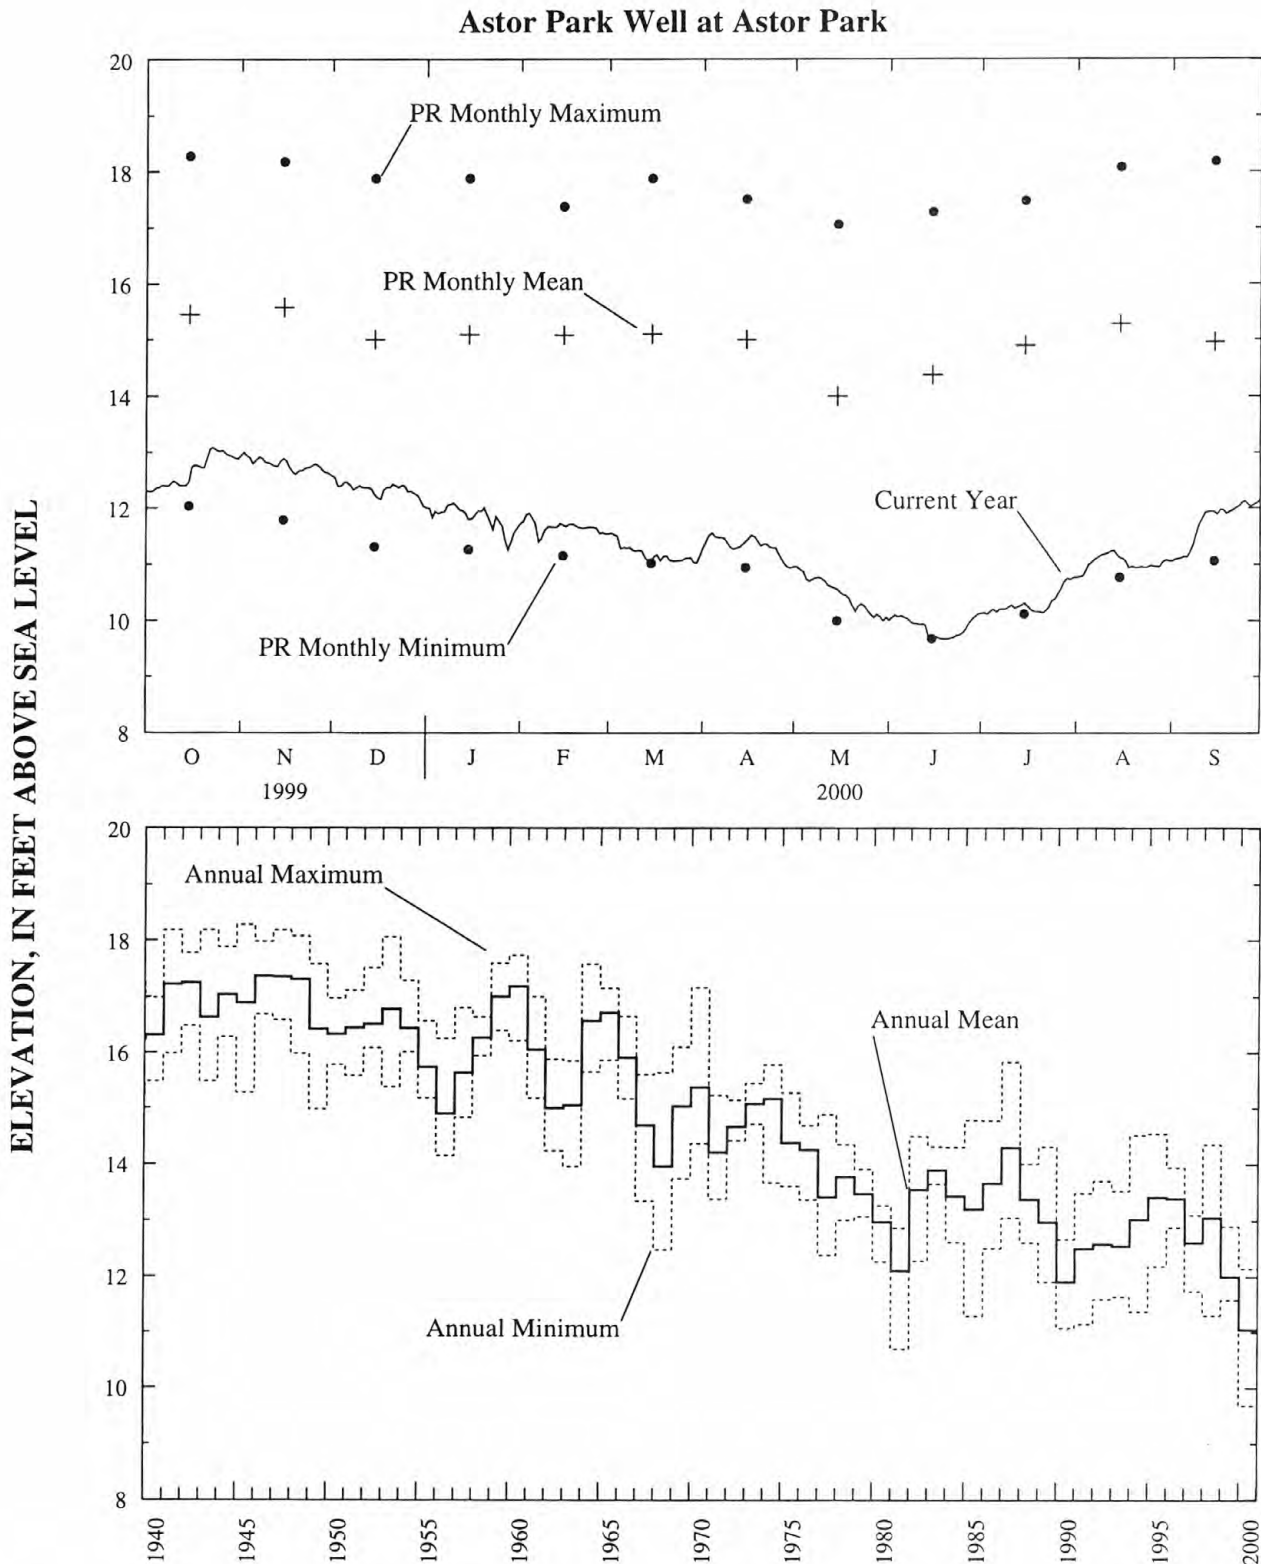 Astor Park Well at Astor Park
ELEVATION, IN FEET ABOVE SEA LEVEL
20
18
16
14
12
10
8
PR Monthly Maximum
PR Monthly Mean
Current Year
PR Monthly Minimum
O N D J F M A M J J A S
1999 2000
20
18
16
14
12
10
8
Annual Maximum
Annual Mean
Annual Minimum
1940 1945 1950 1955 1960 1965 1970 1975 1980 1985 1990 1995 2000